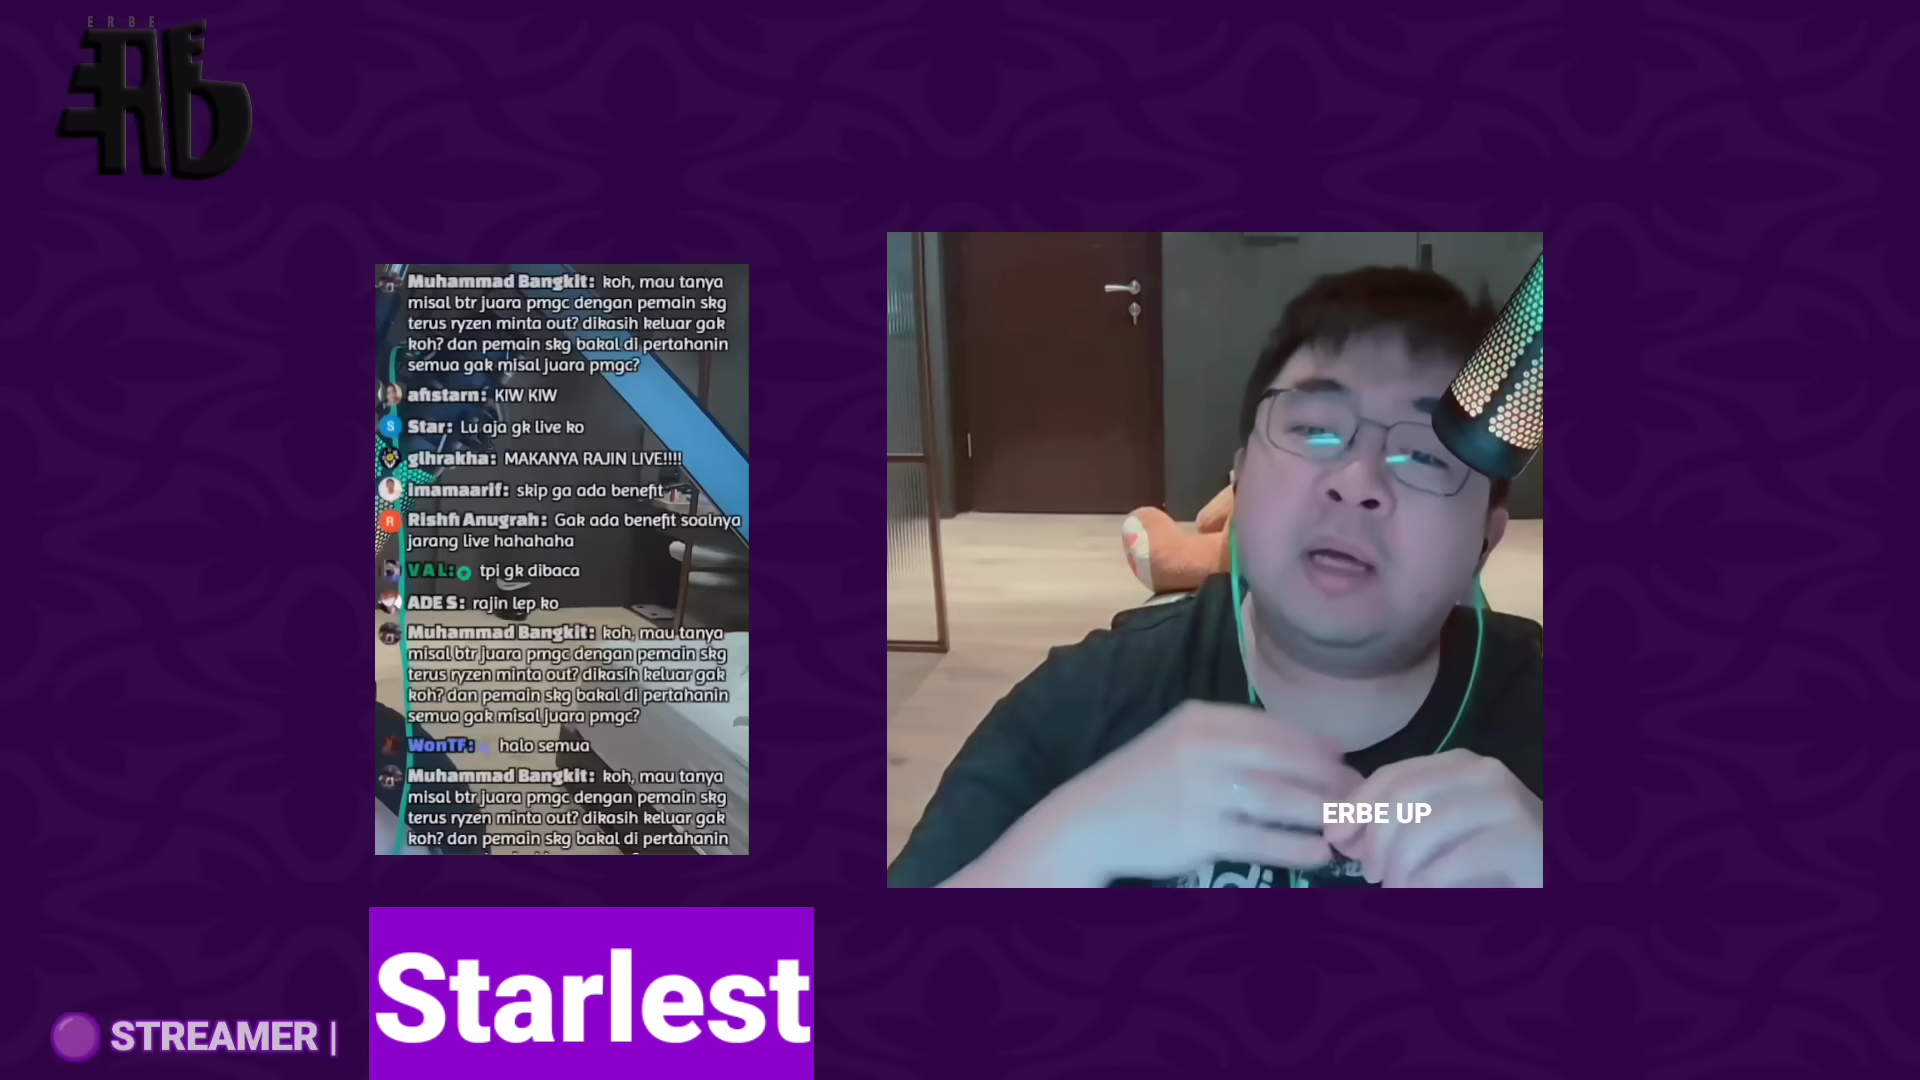 ERBE
Muhammad Bangkit: koh, mau tanya
misal btr juara pmgc dengan pemain skg
terus ryzen minta out? dikasih keluar gak
koh? dan pemain skg bakal di pertahanin
semua gak misal juara pmgc?
afistarn: KIW KIW
S Star: Lu aja gk live ko
glhrakha: MAKANYA RAJIN LIVE!!!!
imamaarif: skip ga ada benefit
R Rishfi Anugrah: Gak ada benefit soalnya
jarang live hahahaha
VAL: tpi gk dibaca
ADE S: rajin lep ko
Muhammad Bangkit: koh, mau tanya
misal btr juara pmgc dengan pemain skg
terus ryzen minta out? dikasih keluar gak
koh? dan pemain skg bakal di pertahanin
semua gak misal juara pmgc?
WonTF: halo semua
Muhammad Bangkit: koh, mau tanya
misal btr juara pmgc dengan pemain skg
terus ryzen minta out? dikasih keluar gak
koh? dan pemain skg bakal di pertahanin
ERBE UP
STREAMER |
Starlest